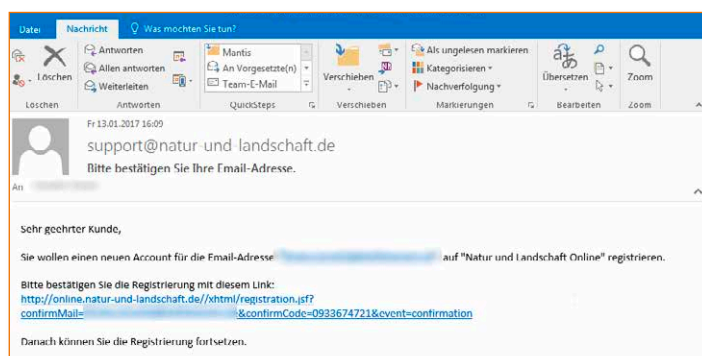 Datei Nachricht Was möchten Sie tun?
Löschen
Antworten
Allen antworten
Weiterleiten
Mantis
An Vorgesetzte(n)
Team-E-Mail
Verschieben
Als ungelesen markieren
Kategorisieren
Nachverfolgung
Übersetzen
Zoom
Löschen Antworten QuickSteps Verschieben Markierungen Bearbeiten Zoom
Fr 13.01.2017 16:09
support@natur-und-landschaft.de
Bitte bestätigen Sie Ihre Email-Adresse.
An
Sehr geehrter Kunde,
Sie wollen einen neuen Account für die Email-Adresse auf "Natur und Landschaft Online" registrieren.
Bitte bestätigen Sie die Registrierung mit diesem Link:
http://online.natur-und-landschaft.de//xhtml/registration.jsf?
confirmMail= &confirmCode=0933674721&event=confirmation
Danach können Sie die Registrierung fortsetzen.